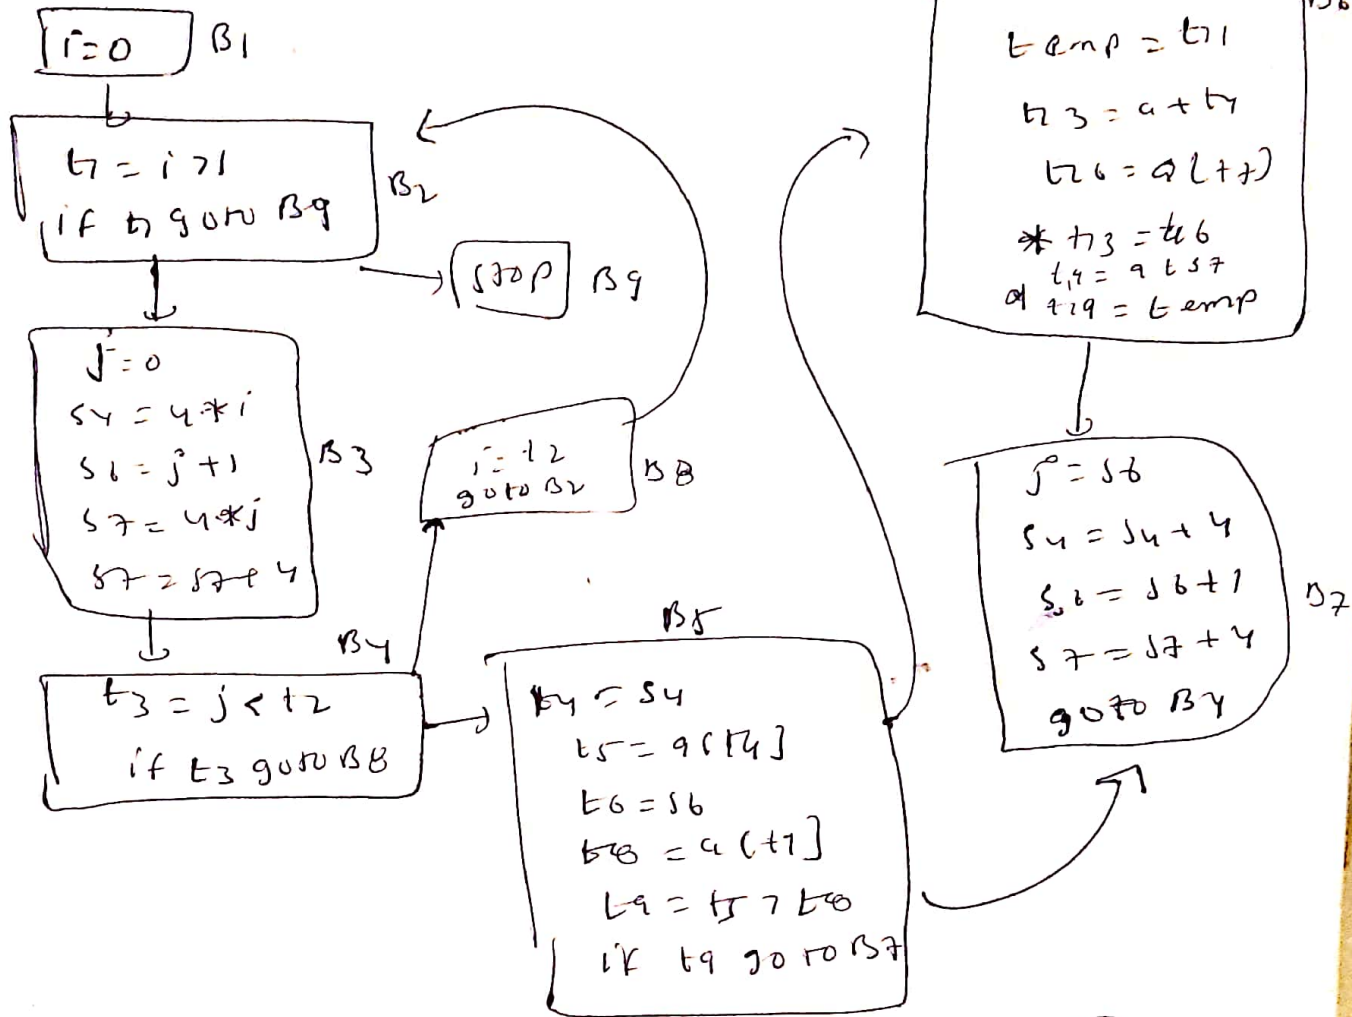 i=0 B1
t1 = i>1
if t1 goto B9
B2
STOP B9
j=0
s4 = 4*i
s6 = j+1
s7 = 4*j
s7 = s7+4
B3
i=t2
goto B2
B8
B4
t3 = j<t2
if t3 goto B8
B5
t4 = s4
t5 = a[t4]
t6 = s6
t8 = a[t7]
t9 = t5 > t8
if t9 goto B7
B6
temp = t11
t13 = a+t4
= a[t7]
* t13 =
= a+s7
t19 = temp
j = s6
s4 = s4+4
s6 = s6+1
s7 = s7+4
goto B4
B7